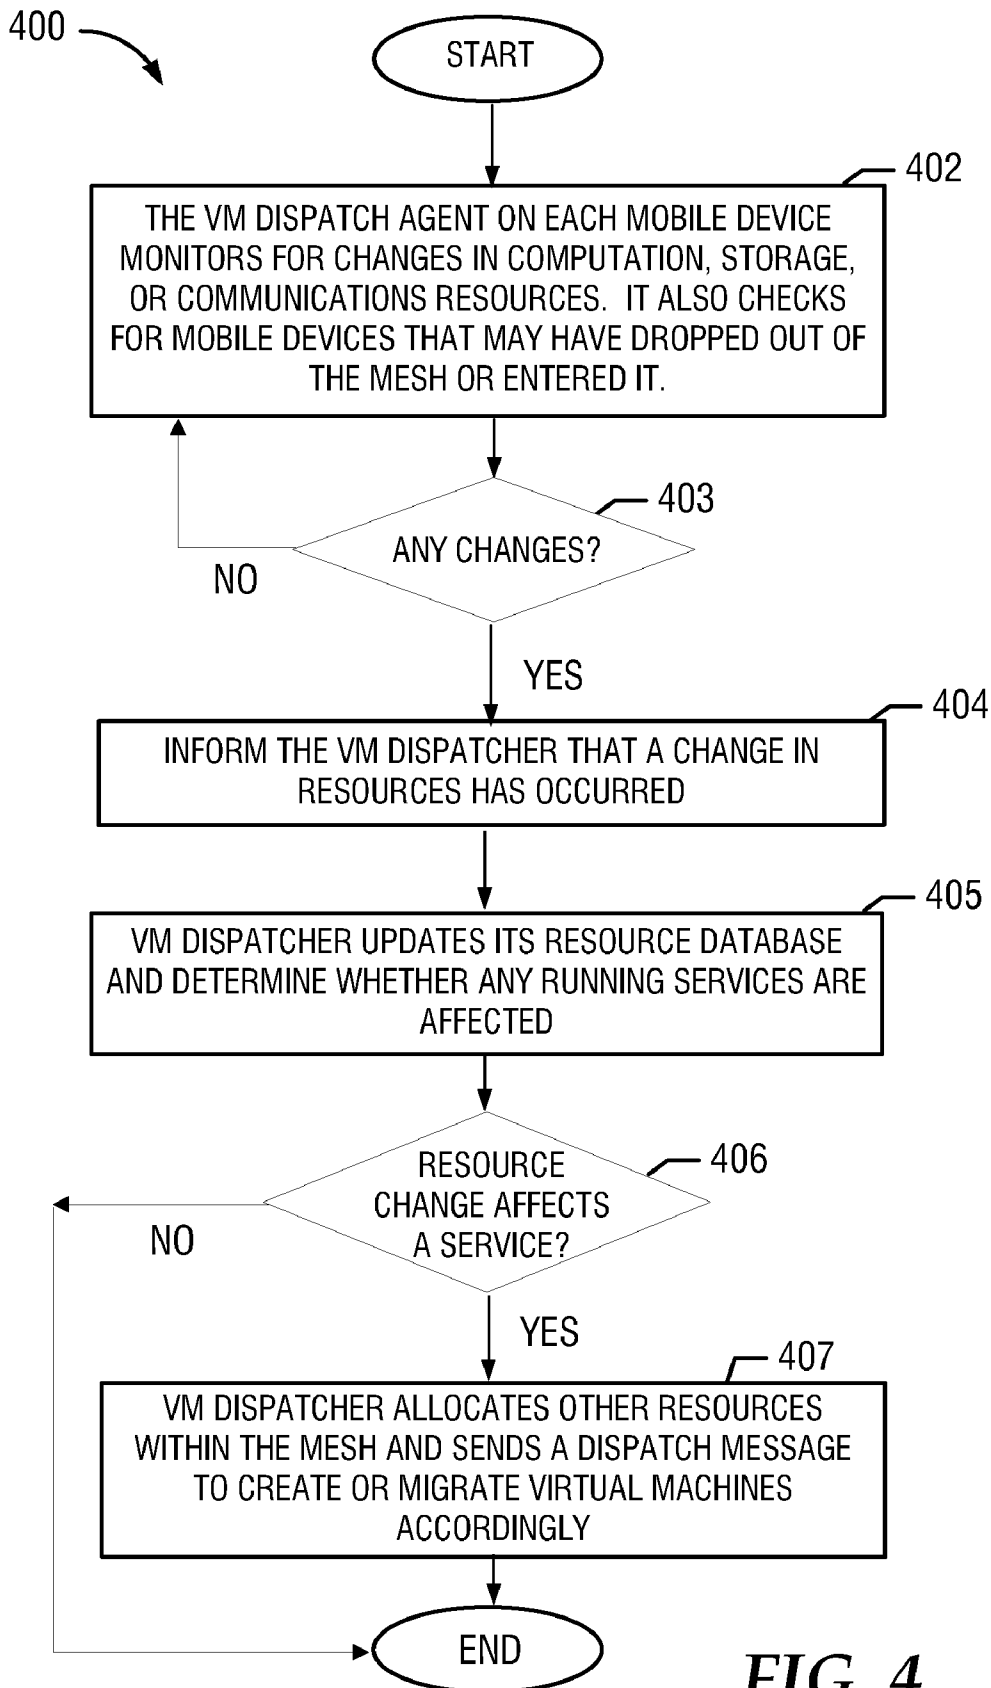 400
START
402
THE VM DISPATCH AGENT ON EACH MOBILE DEVICE
MONITORS FOR CHANGES IN COMPUTATION, STORAGE,
OR COMMUNICATIONS RESOURCES.  IT ALSO CHECKS
FOR MOBILE DEVICES THAT MAY HAVE DROPPED OUT OF
THE MESH OR ENTERED IT.
403
ANY CHANGES?
NO
YES
404
INFORM THE VM DISPATCHER THAT A CHANGE IN
RESOURCES HAS OCCURRED
405
VM DISPATCHER UPDATES ITS RESOURCE DATABASE
AND DETERMINE WHETHER ANY RUNNING SERVICES ARE
AFFECTED
406
RESOURCE
CHANGE AFFECTS
A SERVICE?
NO
YES
407
VM DISPATCHER ALLOCATES OTHER RESOURCES
WITHIN THE MESH AND SENDS A DISPATCH MESSAGE
TO CREATE OR MIGRATE VIRTUAL MACHINES
ACCORDINGLY
END
FIG. 4